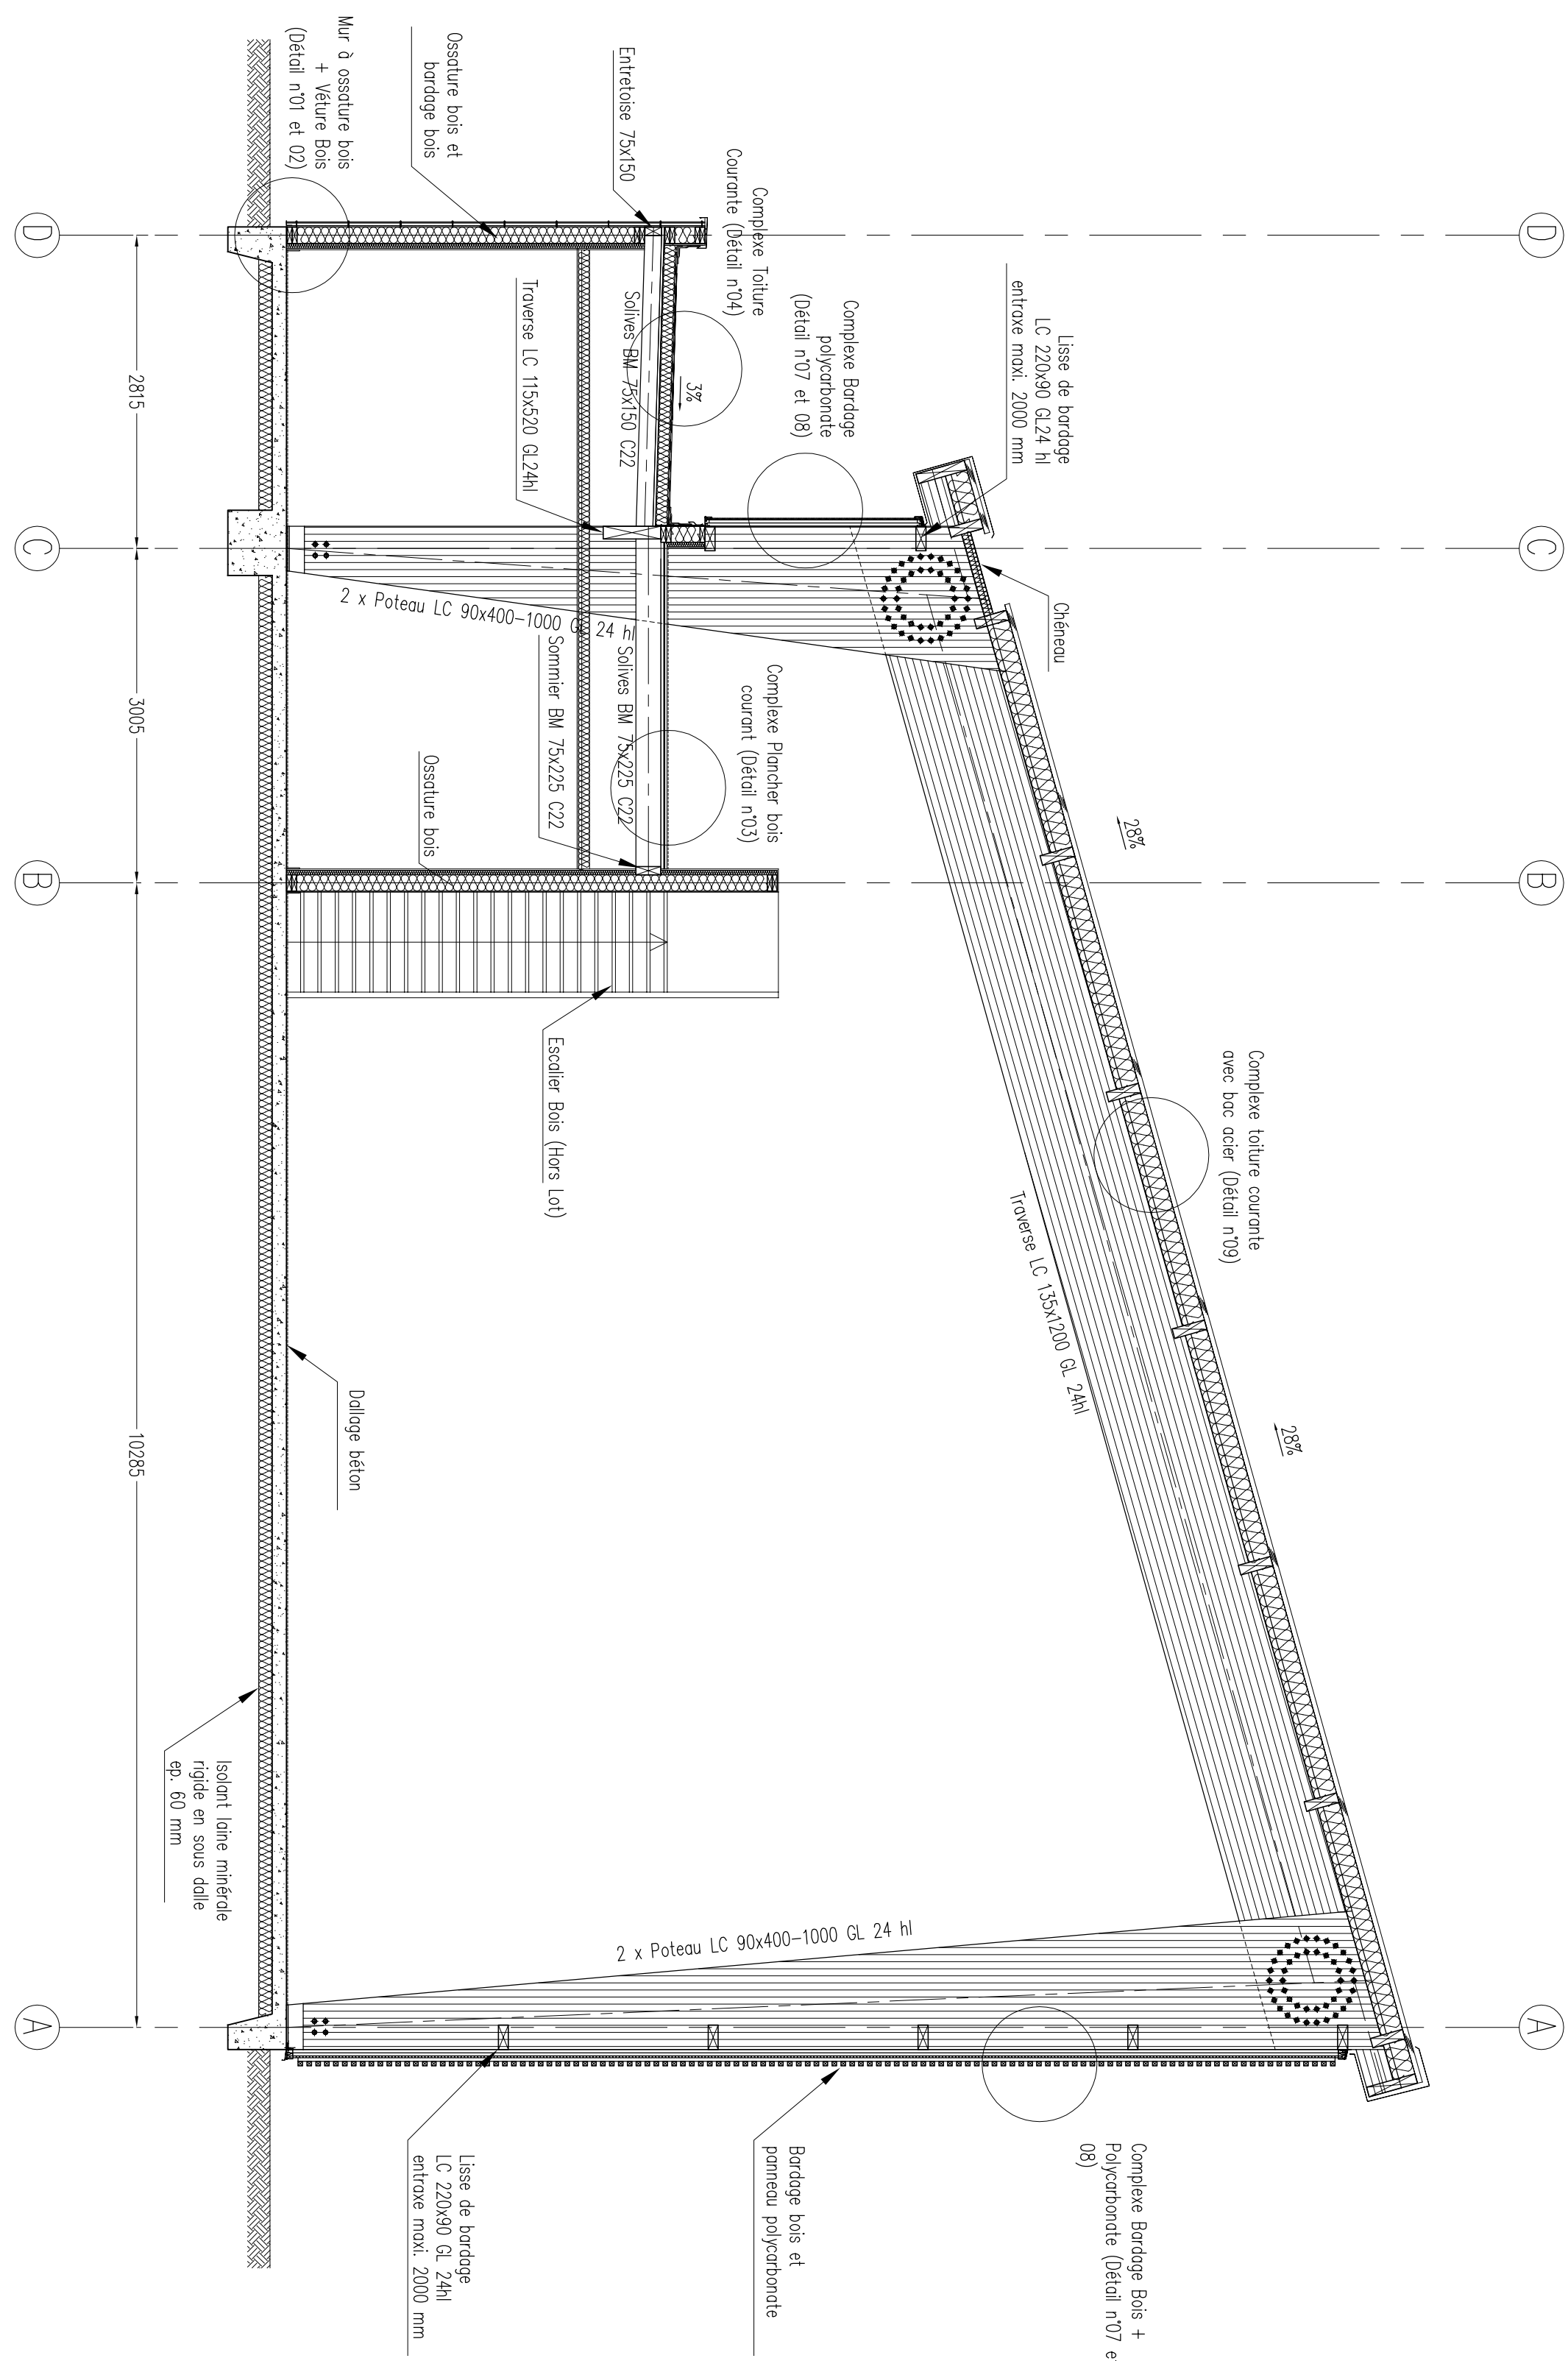 Mur à ossature bois
+ Vêture Bois
(Détail n°01 et 02)
Ossature bois et
bardage bois
Entretoise 75x150
Complexe Toiture
Courante (Détail n°04)
Complexe Bardage
polycarbonate
(Détail n°07 et 08)
Lisse de bardage
LC 220x90 GL24 hl
entraxe maxi. 2000 mm
D
D
3%
Solives BM 75x150 C22
Traverse LC 115x520 GL24hl
2815
C
C
Chéneau
2 x Poteau LC 90x400-1000 GL 24 hl
Solives BM 75x225 C22
Sommier BM 75x225 C22
Complexe Plancher bois
courant (Détail n°03)
Ossature bois
3005
28%
B
B
Escalier Bois (Hors Lot)
Complexe toiture courante
avec bac acier (Détail n°09)
Traverse LC 135x1200 GL 24hl
28%
Dallage béton
10285
Isolant laine minérale
rigide en sous dalle
ep. 60 mm
2 x Poteau LC 90x400-1000 GL 24 hl
A
A
Complexe Bardage Bois +
Polycarbonate (Détail n°07 e
08)
Bardage bois et
panneau polycarbonate
Lisse de bardage
LC 220x90 GL 24hl
entraxe maxi. 2000 mm